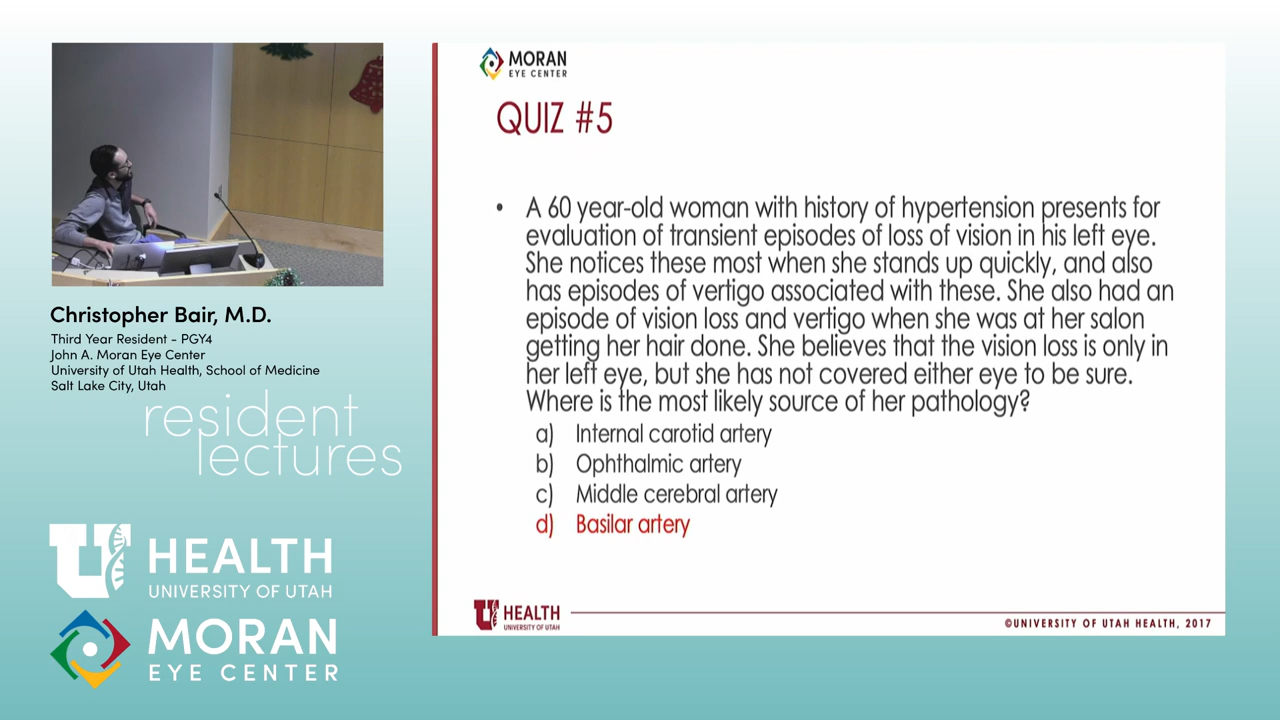 MORAN
EYE CENTER
QUIZ #5
• A 60 year-old woman with history of hypertension presents for
evaluation of transient episodes of loss of vision in his left eye.
She notices these most when she stands up quickly, and also
has episodes of vertigo associated with these. She also had an
episode of vision loss and vertigo when she was at her salon
getting her hair done. She believes that the vision loss is only in
her left eye, but she has not covered either eye to be sure.
Where is the most likely source of her pathology?
a) Internal carotid artery
b) Ophthalmic artery
c) Middle cerebral artery
d) Basilar artery
U HEALTH
UNIVERSITY OF UTAH
©UNIVERSITY OF UTAH HEALTH, 2017
Christopher Bair, M.D.
Third Year Resident - PGY4
John A. Moran Eye Center
University of Utah Health, School of Medicine
Salt Lake City, Utah
resident
lectures
U HEALTH
UNIVERSITY OF UTAH
MORAN
EYE CENTER